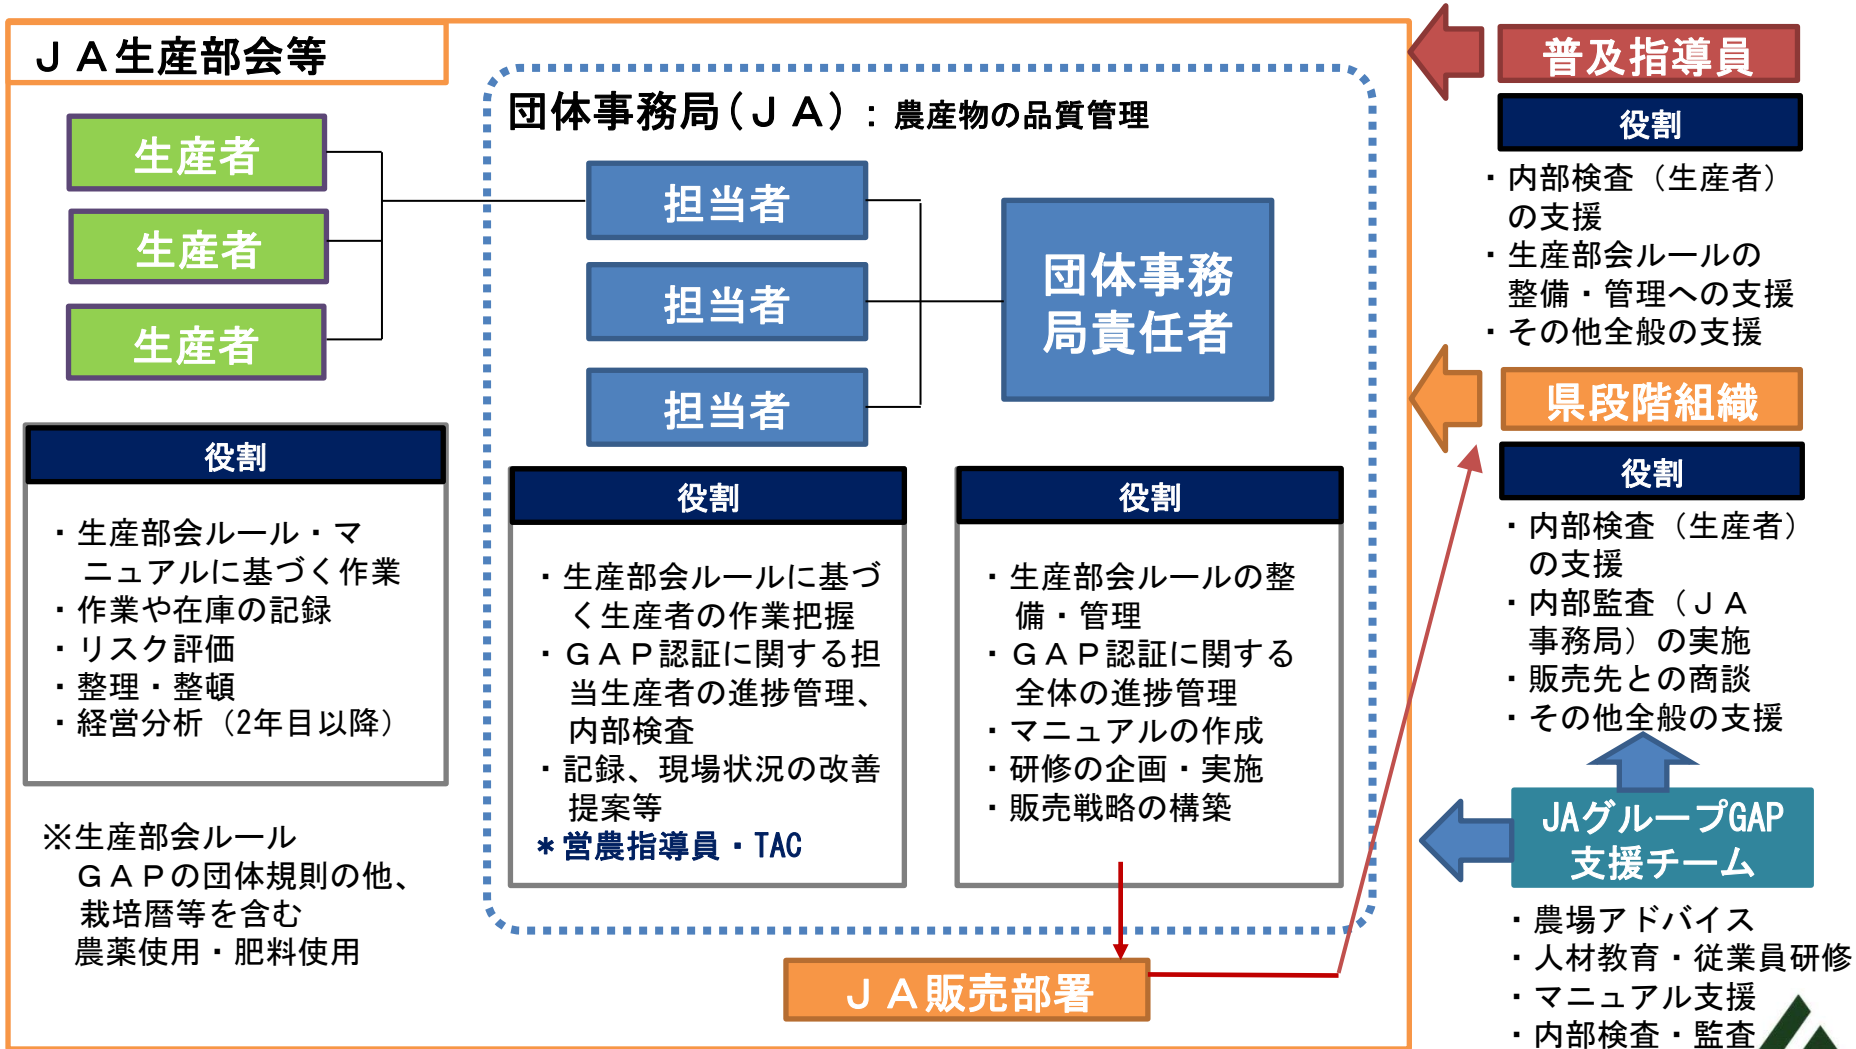 ＪＡ生産部会等
生産者
生産者
生産者
役割
・生産部会ルール・マ
ニュアルに基づく作業
・作業や在庫の記録
・リスク評価
・整理・整頓
・経営分析（2年目以降）
※生産部会ルール
ＧＡＰの団体規則の他、
栽培暦等を含む
農薬使用・肥料使用
団体事務局（ＪＡ）：農産物の品質管理
担当者
担当者
担当者
団体事務
局責任者
役割
・生産部会ルールに基づ
く生産者の作業把握
・ＧＡＰ認証に関する担
当生産者の進捗管理、
内部検査
・記録、現場状況の改善
提案等
＊営農指導員・TAC
役割
・生産部会ルールの整
備・管理
・ＧＡＰ認証に関する
全体の進捗管理
・マニュアルの作成
・研修の企画・実施
・販売戦略の構築
ＪＡ販売部署
普及指導員
役割
・内部検査（生産者）
の支援
・生産部会ルールの
整備・管理への支援
・その他全般の支援
県段階組織
役割
・内部検査（生産者）
の支援
・内部監査（ＪＡ
事務局）の実施
・販売先との商談
・その他全般の支援
JAグループGAP
支援チーム
・農場アドバイス
・人材教育・従業員研修
・マニュアル支援
・内部検査・監査